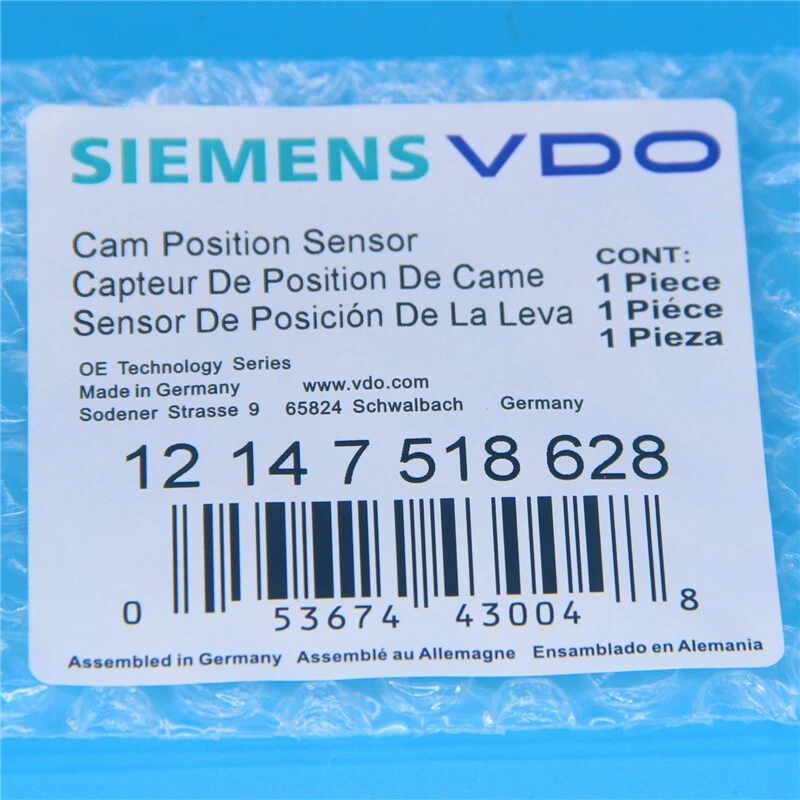 SIEMENS VDO
Cam Position Sensor
Capteur De Position De Came
Sensor De Posición De La Leva
CONT:
1 Piece
1 Piéce
1 Pieza
OE Technology Series
Made in Germany www.vdo.com
Sodener Strasse 9 65824 Schwalbach Germany
12 14 7 518 628
0 53674 43004 8
Assembled in Germany Assemblé au Allemagne Ensamblado en Alemania